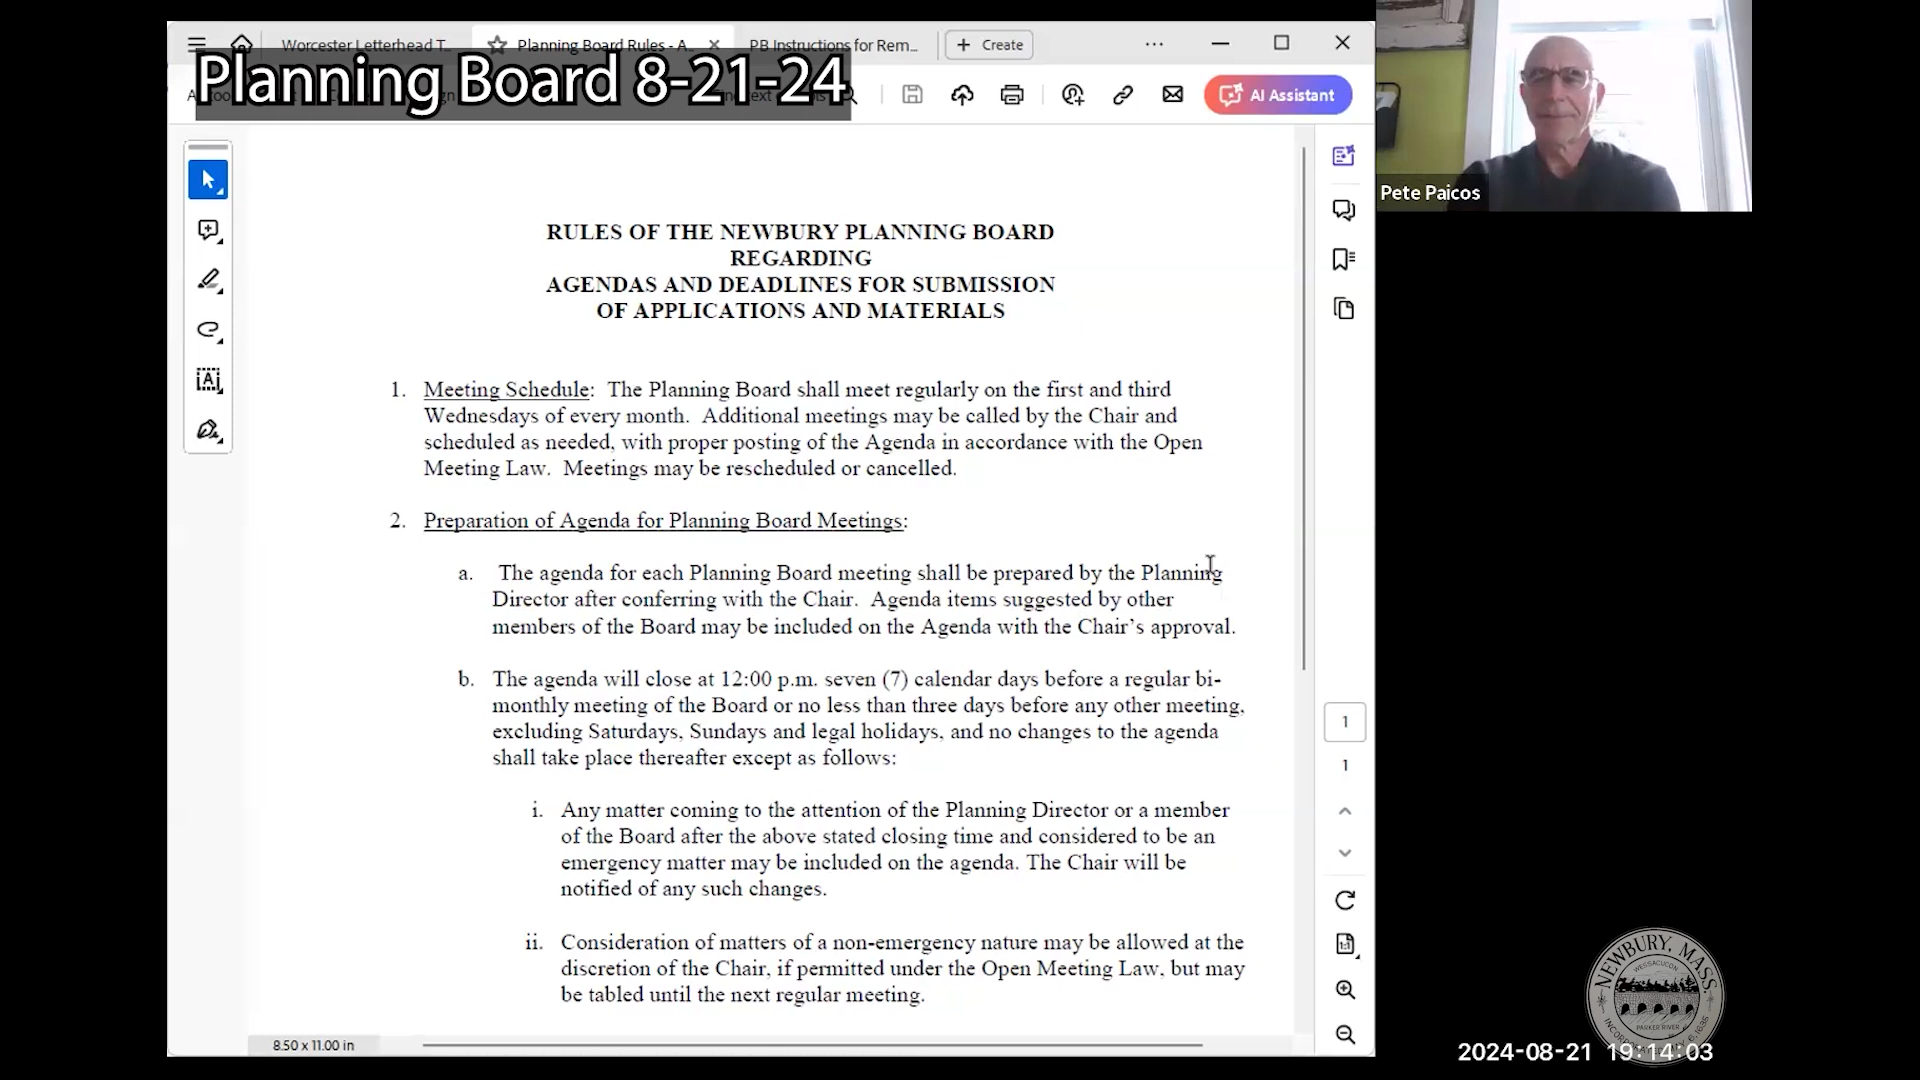 Worcester Letterhead T...
Planning Board Rules - A...
PB Instructions for Rem...
Create
Planning Board 8-21-24
AI Assistant
Pete Paicos
RULES OF THE NEWBURY PLANNING BOARD
REGARDING
AGENDAS AND DEADLINES FOR SUBMISSION
OF APPLICATIONS AND MATERIALS
1. Meeting Schedule: The Planning Board shall meet regularly on the first and third
Wednesdays of every month. Additional meetings may be called by the Chair and
scheduled as needed, with proper posting of the Agenda in accordance with the Open
Meeting Law. Meetings may be rescheduled or cancelled.
2. Preparation of Agenda for Planning Board Meetings:
a. The agenda for each Planning Board meeting shall be prepared by the Planning
Director after conferring with the Chair. Agenda items suggested by other
members of the Board may be included on the Agenda with the Chair's approval.
b. The agenda will close at 12:00 p.m. seven (7) calendar days before a regular bi-
monthly meeting of the Board or no less than three days before any other meeting,
excluding Saturdays, Sundays and legal holidays, and no changes to the agenda
shall take place thereafter except as follows:
i. Any matter coming to the attention of the Planning Director or a member
of the Board after the above stated closing time and considered to be an
emergency matter may be included on the agenda. The Chair will be
notified of any such changes.
ii. Consideration of matters of a non-emergency nature may be allowed at the
discretion of the Chair, if permitted under the Open Meeting Law, but may
be tabled until the next regular meeting.
1
1
8.50 x 11.00 in
NEWBURY, MASS.
WESSACUCON
PARKER RIVER
2024-08-21 19:14:03